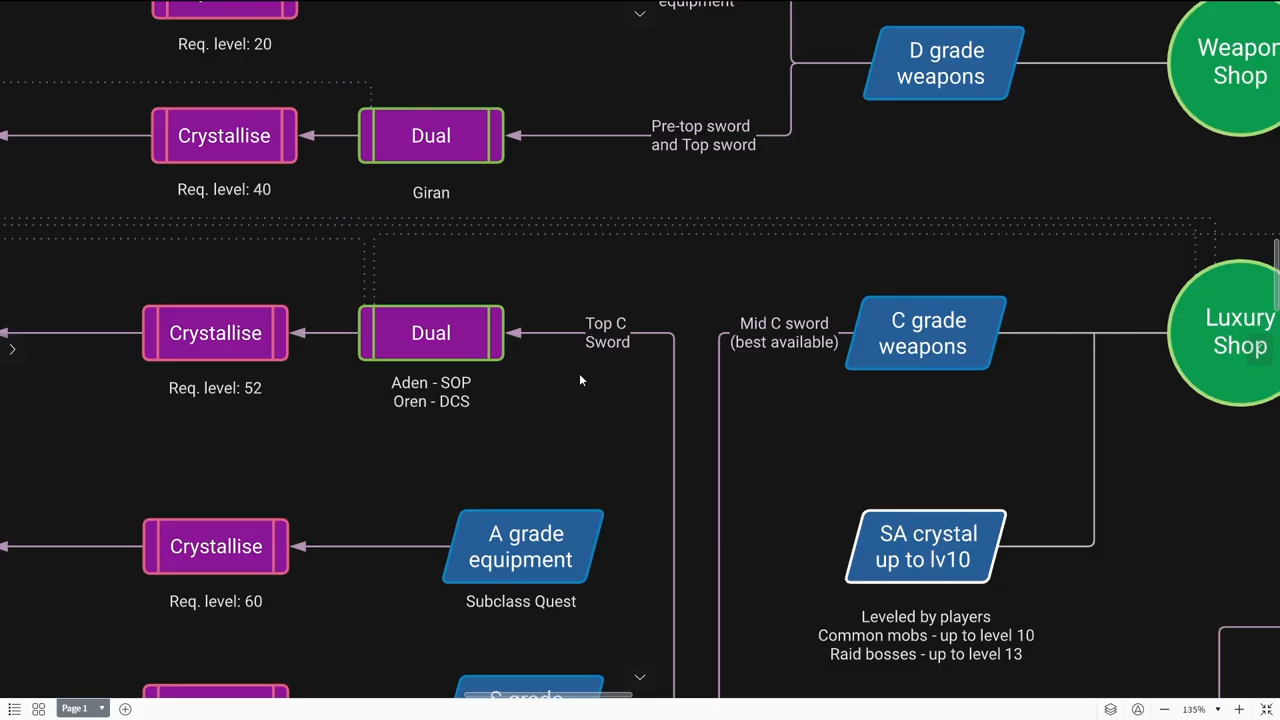 equipment
Req. level: 20
D grade
weapons
Weapon
Shop
Crystallise
Dual
Pre-top sword
and Top sword
Req. level: 40
Giran
Crystallise
Dual
Top C
Sword
Mid C sword
(best available)
C grade
weapons
Luxury
Shop
Req. level: 52
Aden - SOP
Oren - DCS
Crystallise
A grade
equipment
SA crystal
up to lv10
Req. level: 60
Subclass Quest
Leveled by players
Common mobs - up to level 10
Raid bosses - up to level 13
S grade
Page 1
135%